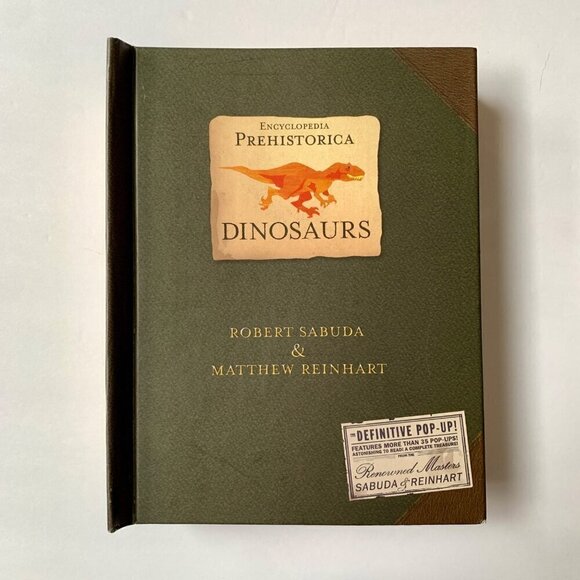 ENCYCLOPEDIA
PREHISTORICA
DINOSAURS
ROBERT SABUDA
&
MATTHEW REINHART
THE DEFINITIVE POP-UP!
FEATURES MORE THAN 35 POP-UPS!
ASTONISHING TO READ! A COMPLETE TREASURE!
FROM THE
Renowned Masters
SABUDA & REINHART